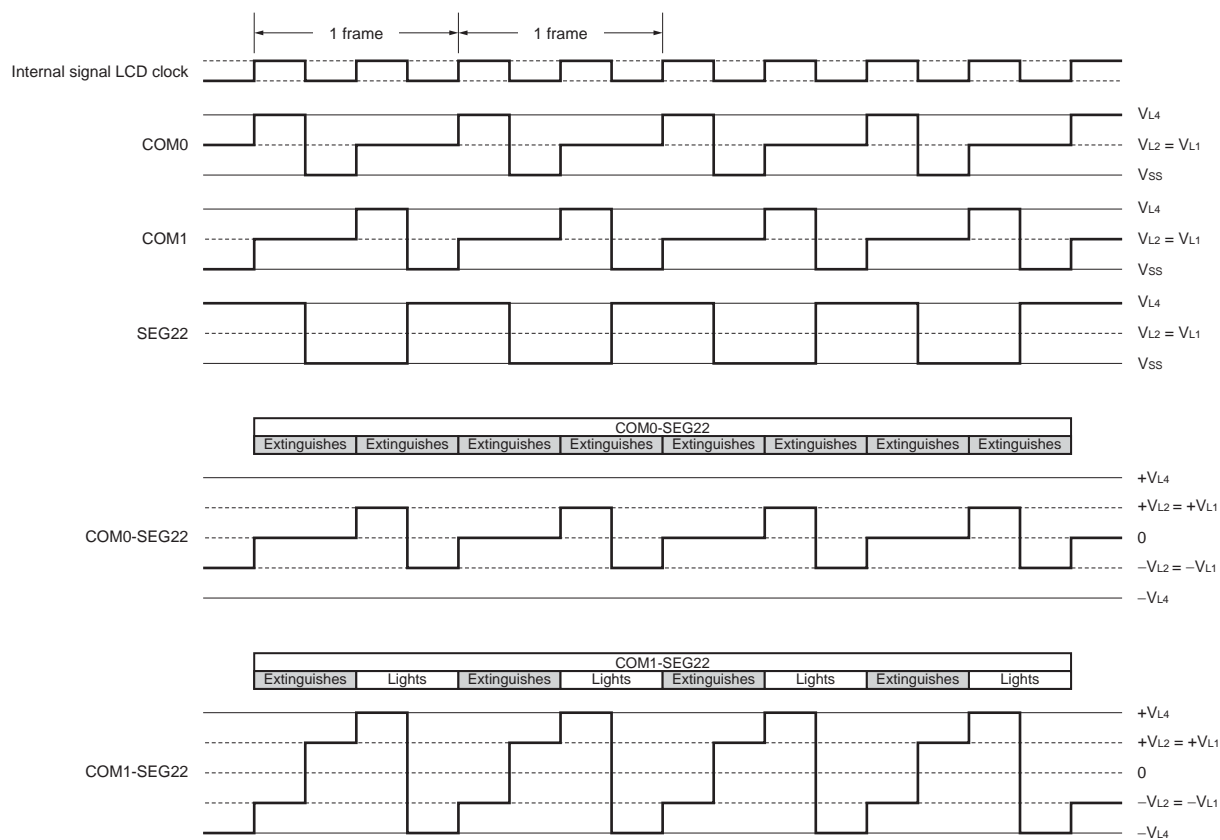 1 frame 1 frame
Internal signal LCD clock
VL4
COM0 VL2 = VL1
VSS
VL4
COM1 VL2 = VL1
VSS
VL4
SEG22 VL2 = VL1
VSS
COM0-SEG22
Extinguishes Extinguishes Extinguishes Extinguishes Extinguishes Extinguishes Extinguishes Extinguishes
+VL4
+VL2 = +VL1
COM0-SEG22 0
−VL2 = −VL1
−VL4
COM1-SEG22
Extinguishes Lights Extinguishes Lights Extinguishes Lights Extinguishes Lights
+VL4
+VL2 = +VL1
COM1-SEG22 0
−VL2 = −VL1
−VL4